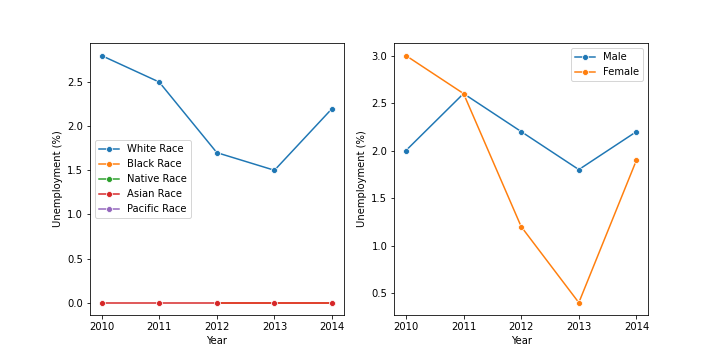 Unemployment (%)
2.5
2.0
1.5
1.0
0.5
0.0
White Race
Black Race
Native Race
Asian Race
Pacific Race
2010 2011 2012 2013 2014
Year
Unemployment (%)
3.0
2.5
2.0
1.5
1.0
0.5
Male
Female
2010 2011 2012 2013 2014
Year